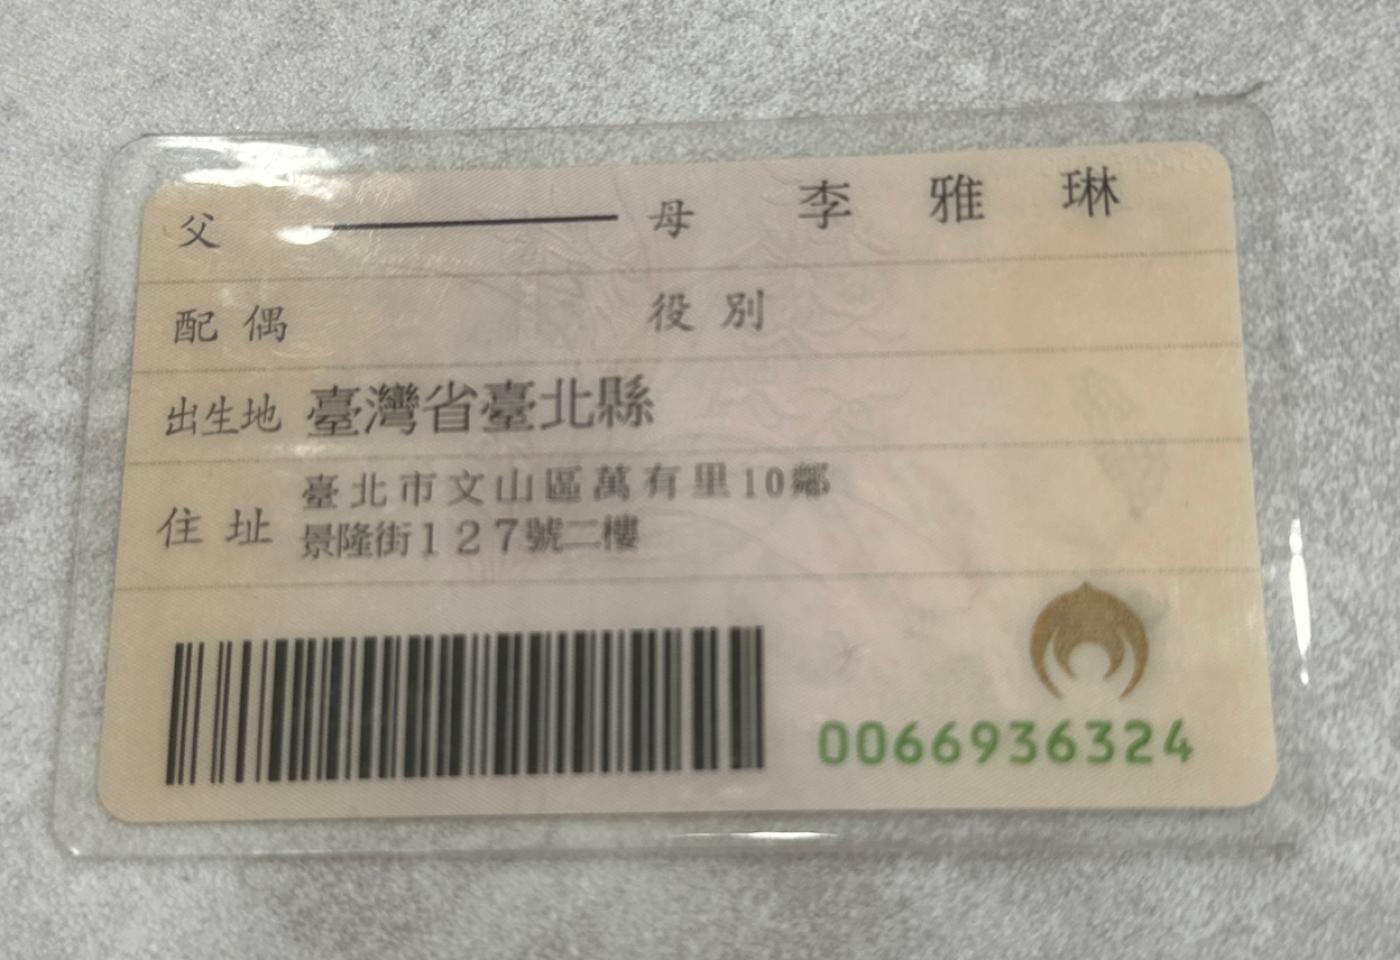 父 母 李雅琳
配偶 役別
出生地 臺灣省臺北縣
住址 臺北市文山區萬有里10鄰
景隆街127號二樓
0066936324